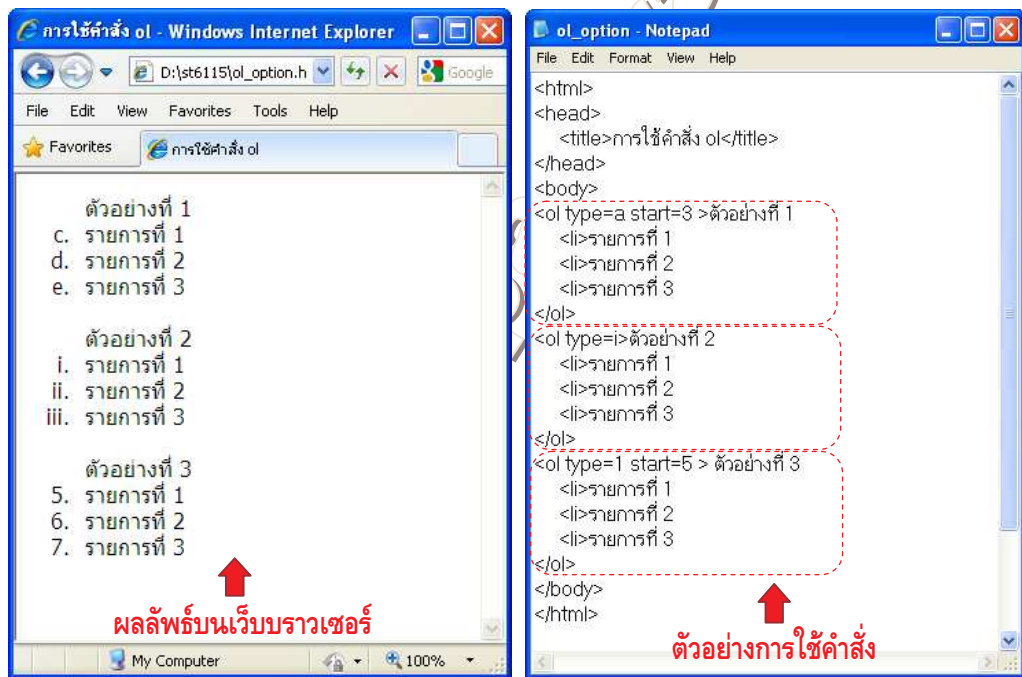 การใช้คำสั่ง ol - Windows Internet Explorer
D:\st6115\ol_option.h
Google
File Edit View Favorites Tools Help
Favorites
การใช้คำสั่ง ol
ตัวอย่างที่ 1
c. รายการที่ 1
d. รายการที่ 2
e. รายการที่ 3
ตัวอย่างที่ 2
i. รายการที่ 1
ii. รายการที่ 2
iii. รายการที่ 3
ตัวอย่างที่ 3
5. รายการที่ 1
6. รายการที่ 2
7. รายการที่ 3
ผลลัพธ์บนเว็บบราวเซอร์
My Computer
100%
ol_option - Notepad
File Edit Format View Help
<html>
<head>
<title>การใช้คำสั่ง ol</title>
</head>
<body>
<ol type=a start=3 >ตัวอย่างที่ 1
<li>รายการที่ 1
<li>รายการที่ 2
<li>รายการที่ 3
</ol>
<ol type=i>ตัวอย่างที่ 2
<li>รายการที่ 1
<li>รายการที่ 2
<li>รายการที่ 3
</ol>
<ol type=1 start=5 > ตัวอย่างที่ 3
<li>รายการที่ 1
<li>รายการที่ 2
<li>รายการที่ 3
</ol>
</body>
</html>
ตัวอย่างการใช้คำสั่ง